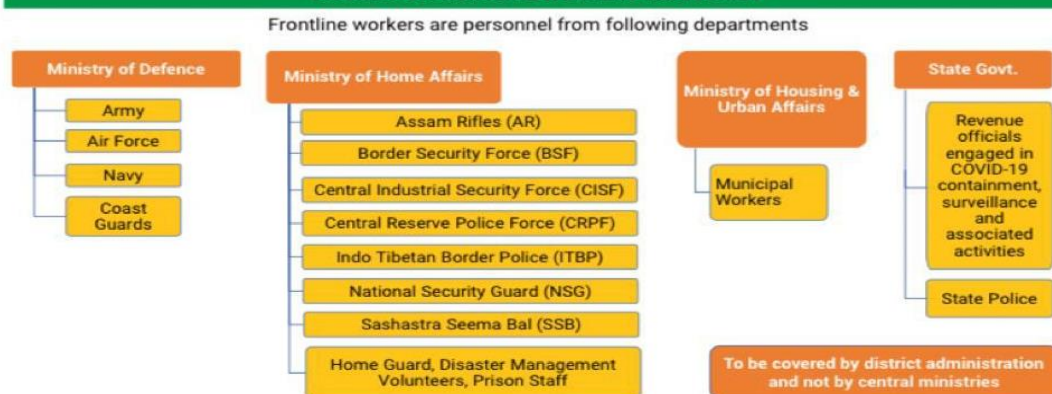 Frontline workers are personnel from following departments
Ministry of Defence
Army
Air Force
Navy
Coast
Guards
Ministry of Home Affairs
Assam Rifles (AR)
Border Security Force (BSF)
Central Industrial Security Force (CISF)
Central Reserve Police Force (CRPF)
Indo Tibetan Border Police (ITBP)
National Security Guard (NSG)
Sashastra Seema Bal (SSB)
Home Guard, Disaster Management
Volunteers, Prison Staff
Ministry of Housing &
Urban Affairs
Municipal
Workers
State Govt.
Revenue
officials
engaged in
COVID-19
containment,
surveillance
and
associated
activities
State Police
To be covered by district administration
and not by central ministries